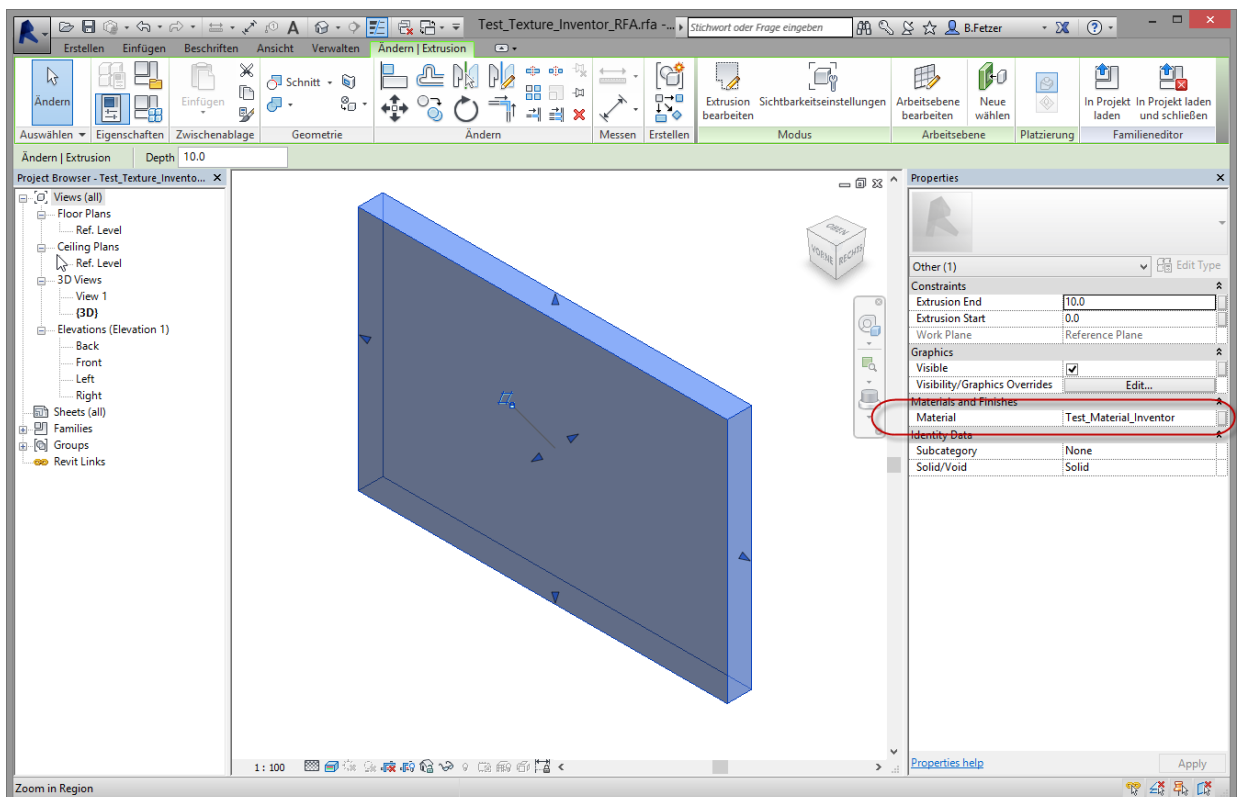 Test_Texture_Inventor_RFA.rfa -...
Stichwort oder Frage eingeben
B.Fetzer
Erstellen Einfügen Beschriften Ansicht Verwalten Ändern | Extrusion
Ändern
Einfügen
Schnitt
Extrusion bearbeiten
Sichtbarkeitseinstellungen
Arbeitsebene bearbeiten
Neue wählen
In Projekt laden
In Projekt laden und schließen
Auswählen Eigenschaften Zwischenablage Geometrie Ändern Messen Erstellen Modus Arbeitsebene Platzierung Familieneditor
Ändern | Extrusion Depth 10.0
Project Browser - Test_Texture_Invento...
Views (all)
Floor Plans
Ref. Level
Ceiling Plans
Ref. Level
3D Views
View 1
{3D}
Elevations (Elevation 1)
Back
Front
Left
Right
Sheets (all)
Families
Groups
Revit Links
OBEN
VORNE RECHTS
Properties
Other (1) Edit Type
Constraints
Extrusion End 10.0
Extrusion Start 0.0
Work Plane Reference Plane
Graphics
Visible
Visibility/Graphics Overrides Edit...
Materials and Finishes
Material Test_Material_Inventor
Identity Data
Subcategory None
Solid/Void Solid
1 : 100
Properties help Apply
Zoom in Region